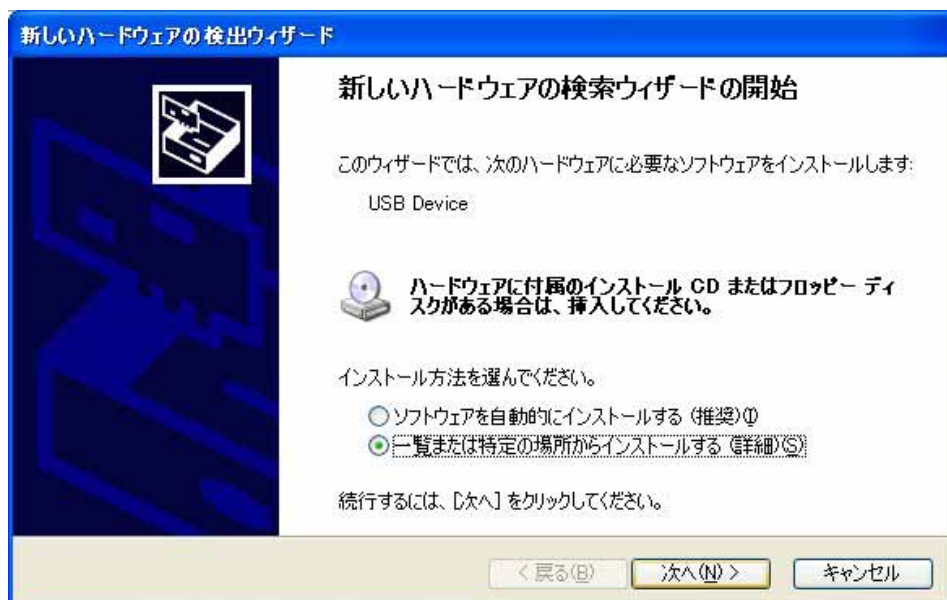 新しいハードウェアの検出ウィザード
新しいハードウェアの検索ウィザードの開始
このウィザードでは、次のハードウェアに必要なソフトウェアをインストールします:
USB Device
ハードウェアに付属のインストール CD またはフロッピー ディ
スクがある場合は、挿入してください。
インストール方法を選んでください。
ソフトウェアを自動的にインストールする (推奨)(I)
一覧または特定の場所からインストールする (詳細)(S)
続行するには、[次へ] をクリックしてください。
< 戻る(B)
次へ(N) >
キャンセル